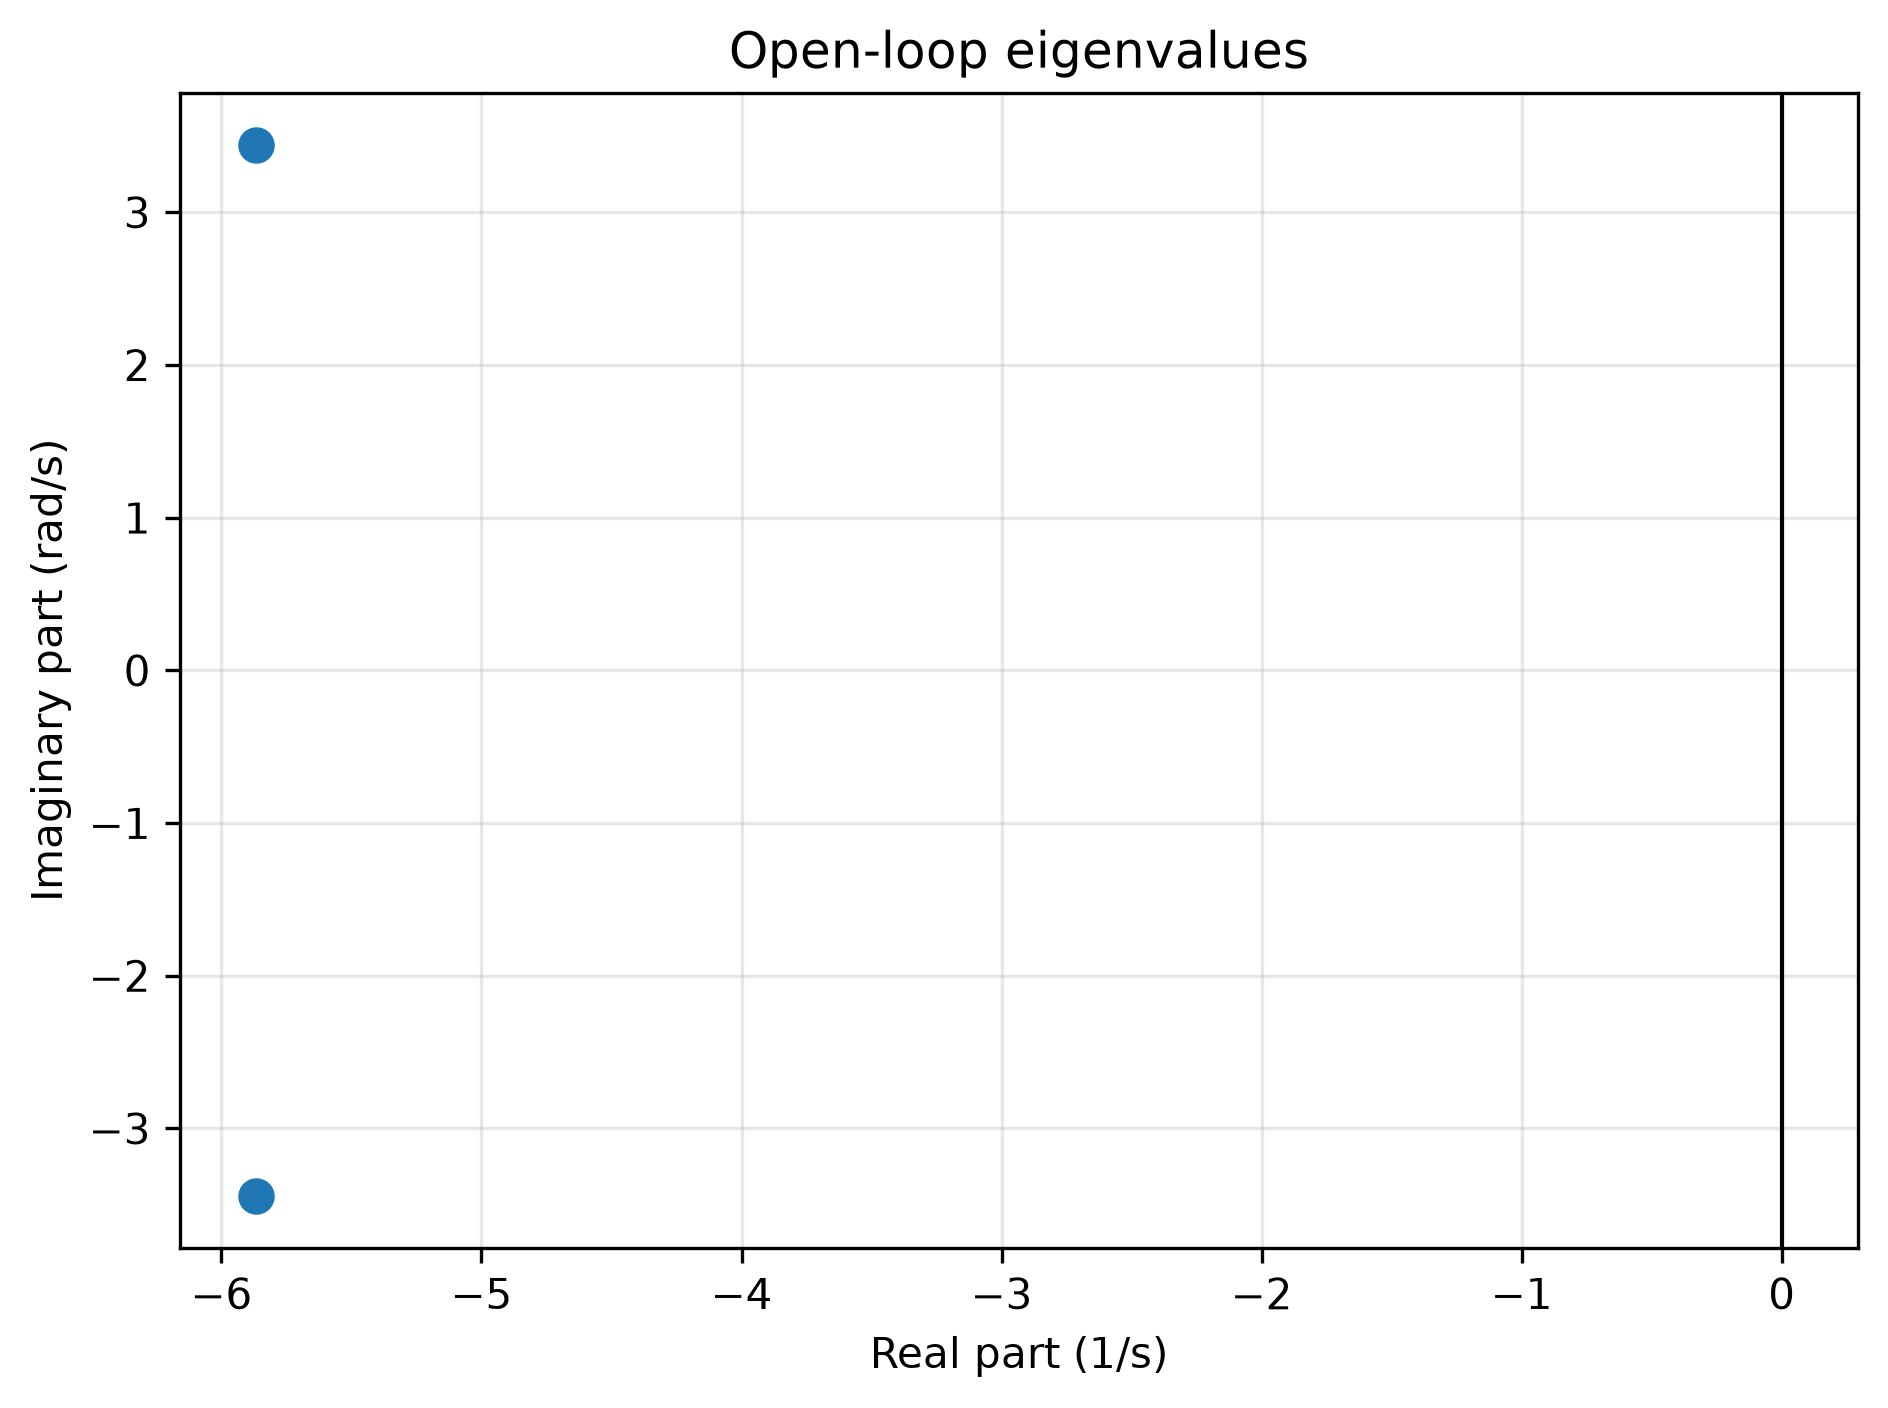 Open-loop eigenvalues
Imaginary part (rad/s)
3
2
1
0
−1
−2
−3
−6 −5 −4 −3 −2 −1 0
Real part (1/s)